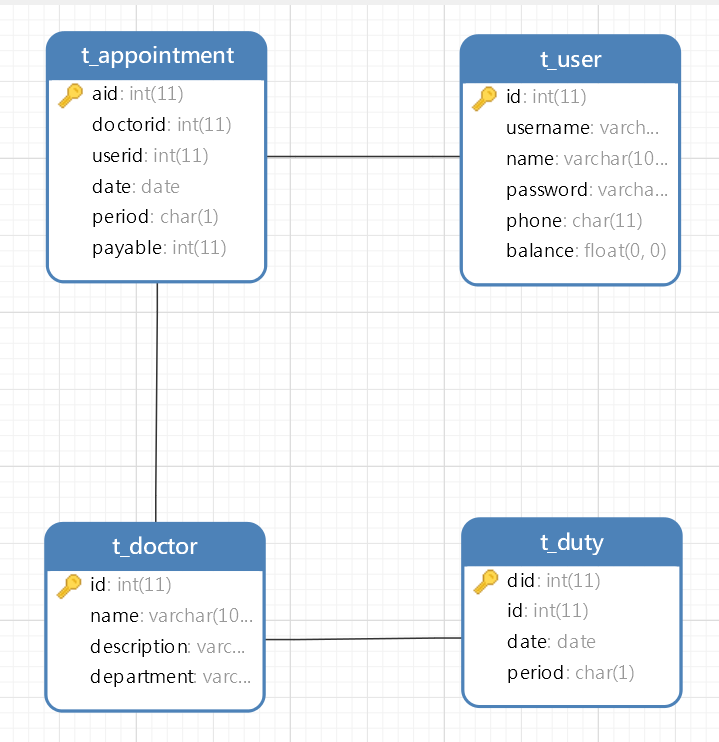 t_appointment
aid: int(11)
doctorid: int(11)
userid: int(11)
date: date
period: char(1)
payable: int(11)
t_user
id: int(11)
username: varch...
name: varchar(10...
password: varcha...
phone: char(11)
balance: float(0, 0)
t_doctor
id: int(11)
name: varchar(10...
description: varc...
department: varc...
t_duty
did: int(11)
id: int(11)
date: date
period: char(1)